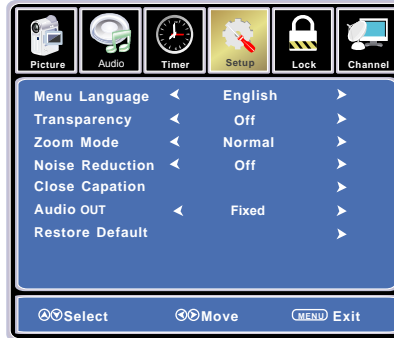 Picture Audio Timer Setup Lock Channel
Menu Language English
Transparency Off
Zoom Mode Normal
Noise Reduction Off
Close Capation
Audio OUT Fixed
Restore Default
Select Move MENU Exit